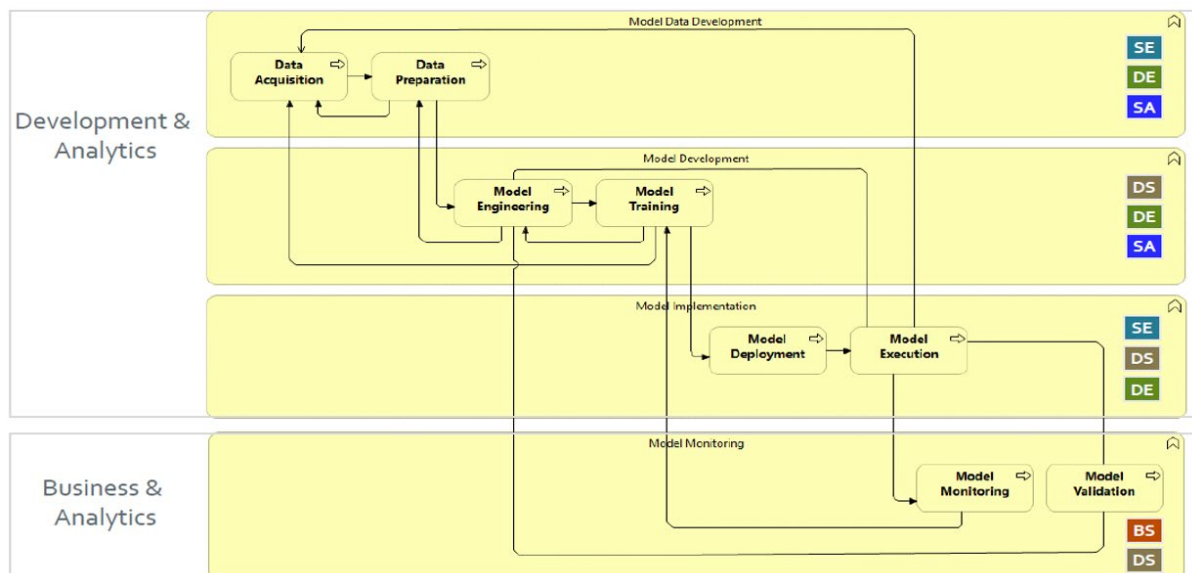 Model Data Development
SE
Data
Acquisition
Data
Preparation
DE
SA
Development &
Analytics
Model Development
DS
Model
Engineering
Model
Training
DE
SA
Model Implementation
SE
Model
Deployment
Model
Execution
DS
DE
Model Monitoring
Business &
Analytics
Model
Monitoring
Model
Validation
BS
DS